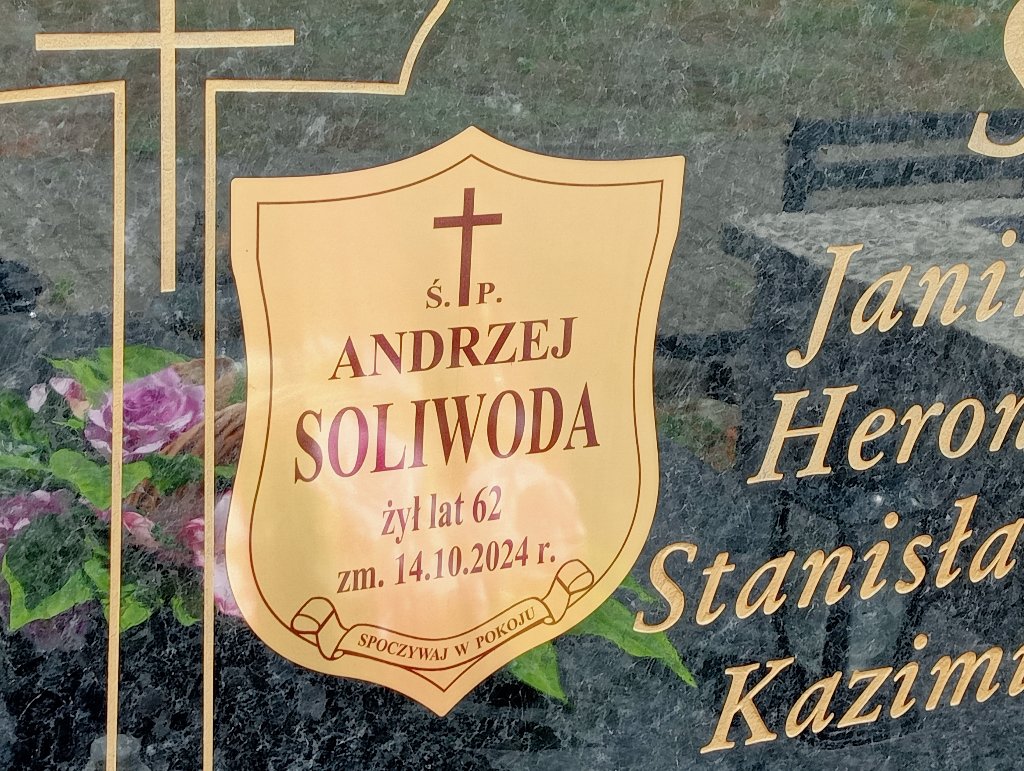 Ś. P.
ANDRZEJ
SOLIWODA
żył lat 62
zm. 14.10.2024 r.
SPOCZYWAJ W POKOJU